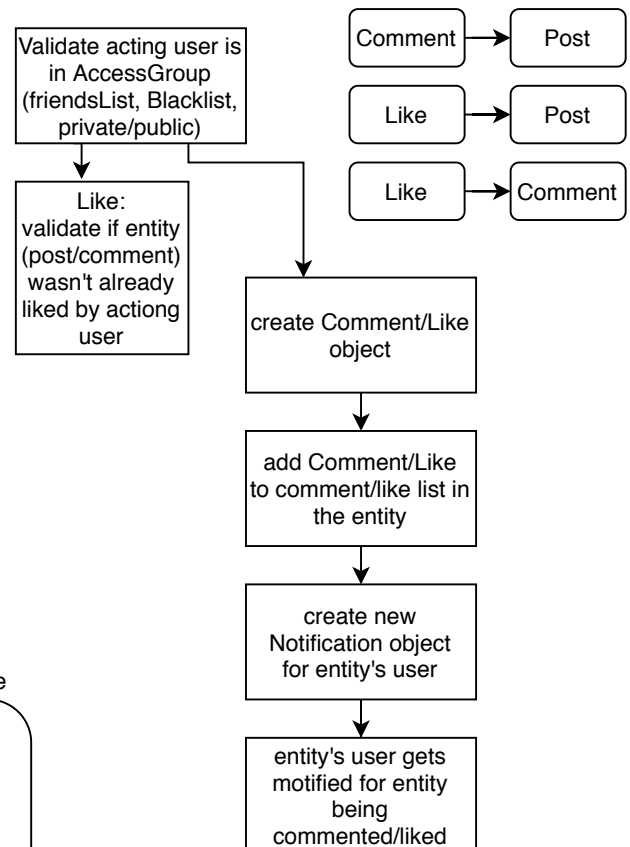 Validate acting user is
in AccessGroup
(friendsList, Blacklist,
private/public)
Comment
Post
Like
Post
Like
Comment
Like:
validate if entity
(post/comment)
wasn't already
liked by actiong
user
create Comment/Like
object
add Comment/Like
to comment/like list in
the entity
create new
Notification object
for entity's user
entity's user gets
motified for entity
being
commented/liked